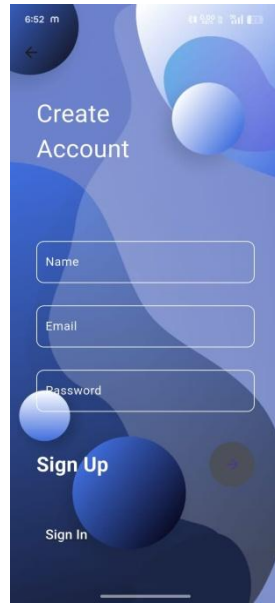 6:52 m
Create
Account
Name
Email
Password
Sign Up
Sign In